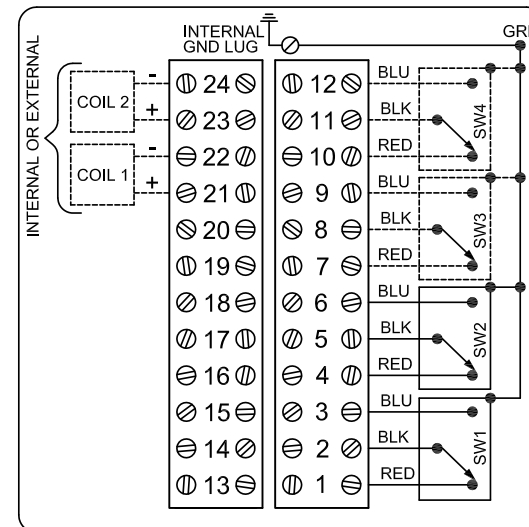 INTERNAL
GND LUG
GR
INTERNAL OR EXTERNAL
COIL 2
-
+
COIL 1
-
+
24
23
22
21
20
19
18
17
16
15
14
13
12
11
10
9
8
7
6
5
4
3
2
1
BLU
BLK
RED
SW4
BLU
BLK
RED
SW3
BLU
BLK
RED
SW2
BLU
BLK
RED
SW1